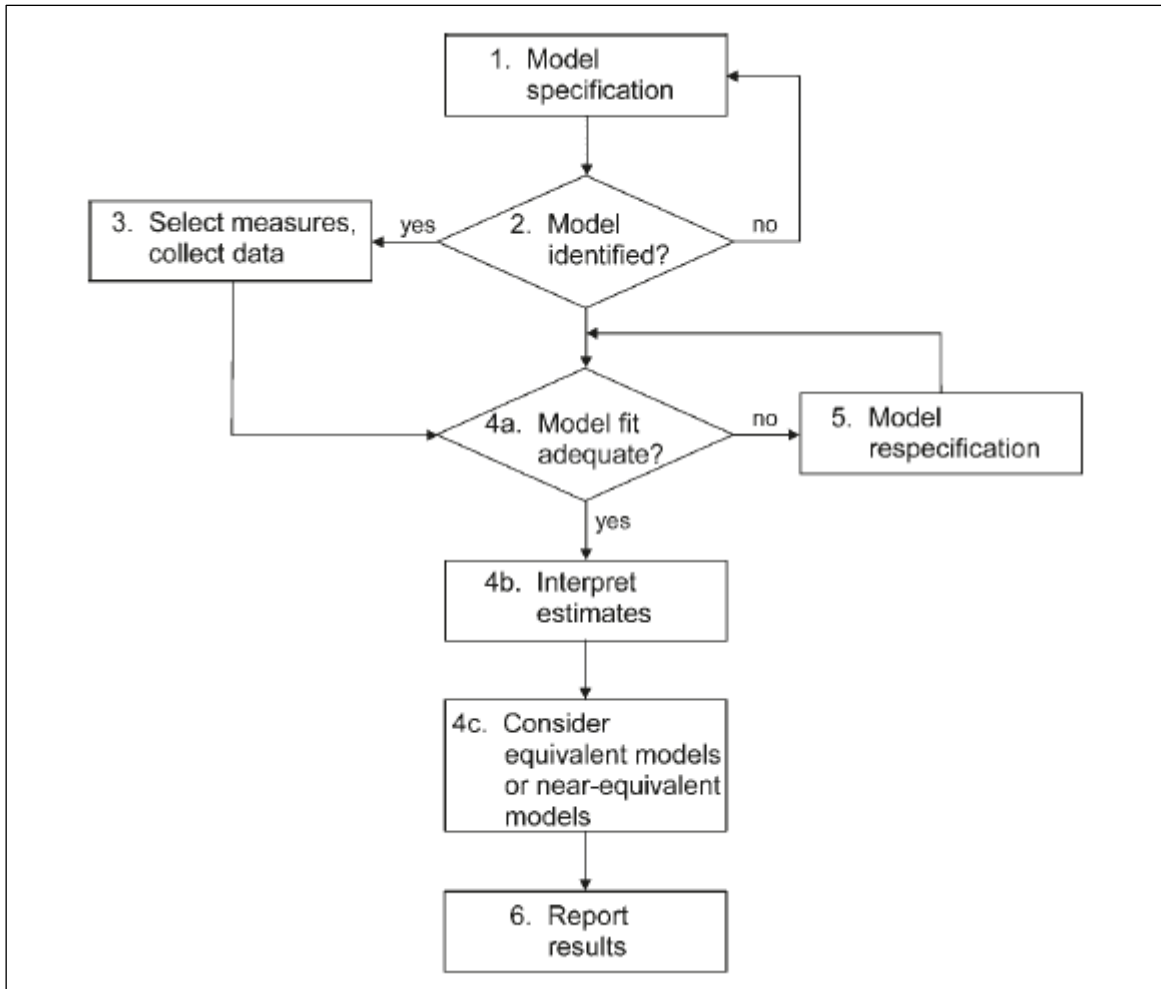 1. Model
specification
3. Select measures,
collect data
yes
2. Model
identified?
no
4a. Model fit
adequate?
no
5. Model
respecification
yes
4b. Interpret
estimates
4c. Consider
equivalent models
or near-equivalent
models
6. Report
results